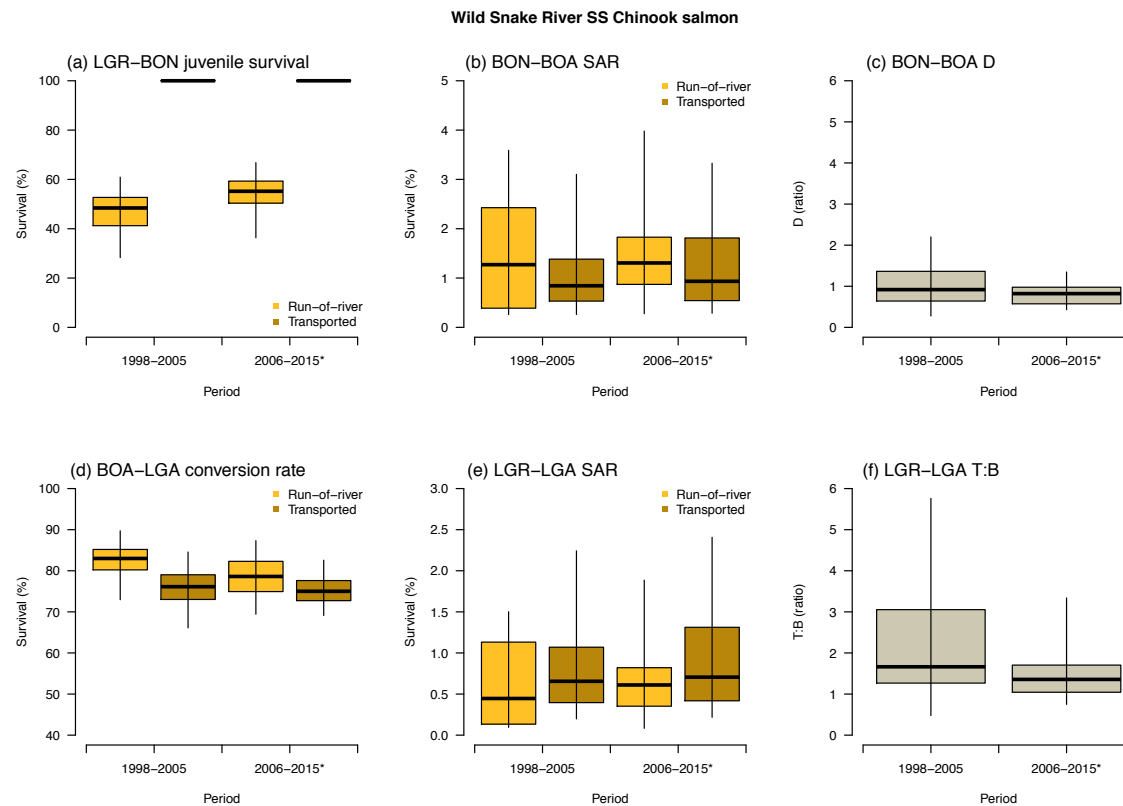 Wild Snake River SS Chinook salmon
(a) LGR−BON juvenile survival
Survival (%)
100
80
60
40
20
0
Run−of−river
Transported
1998−2005
2006−2015*
Period
(b) BON−BOA SAR
Survival (%)
5
4
3
2
1
0
Run−of−river
Transported
1998−2005
2006−2015*
Period
(c) BON−BOA D
D (ratio)
6
5
4
3
2
1
0
1998−2005
2006−2015*
Period
(d) BOA−LGA conversion rate
Survival (%)
100
90
80
70
60
50
40
Run−of−river
Transported
1998−2005
2006−2015*
Period
(e) LGR−LGA SAR
Survival (%)
3.0
2.5
2.0
1.5
1.0
0.5
0.0
Run−of−river
Transported
1998−2005
2006−2015*
Period
(f) LGR−LGA T:B
T:B (ratio)
6
5
4
3
2
1
0
1998−2005
2006−2015*
Period